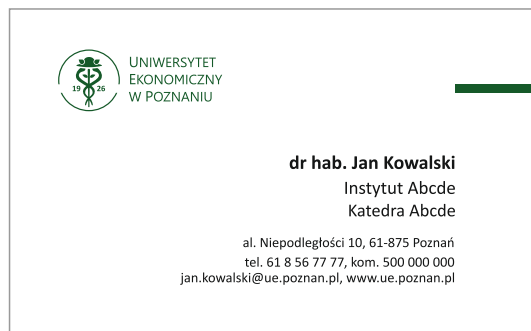 UNIWERSYTET
EKONOMICZNY
W POZNANIU
19 26
dr hab. Jan Kowalski
Instytut Abcde
Katedra Abcde
al. Niepodległości 10, 61-875 Poznań
tel. 61 8 56 77 77, kom. 500 000 000
jan.kowalski@ue.poznan.pl, www.ue.poznan.pl